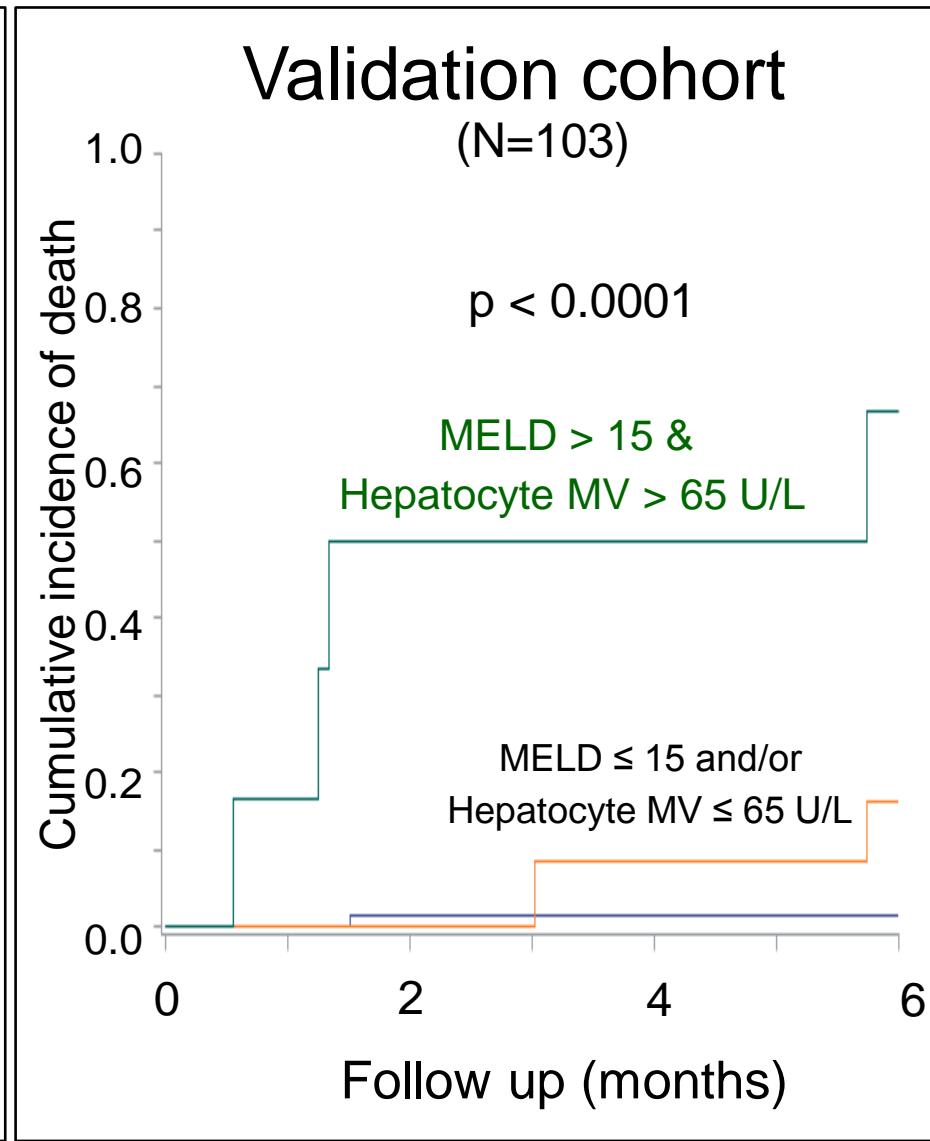 Validation cohort
(N=103)
Cumulative incidence of death
1.0
0.8
0.6
0.4
0.2
0.0
p < 0.0001
MELD > 15 &
Hepatocyte MV > 65 U/L
MELD ≤ 15 and/or
Hepatocyte MV ≤ 65 U/L
0 2 4 6
Follow up (months)